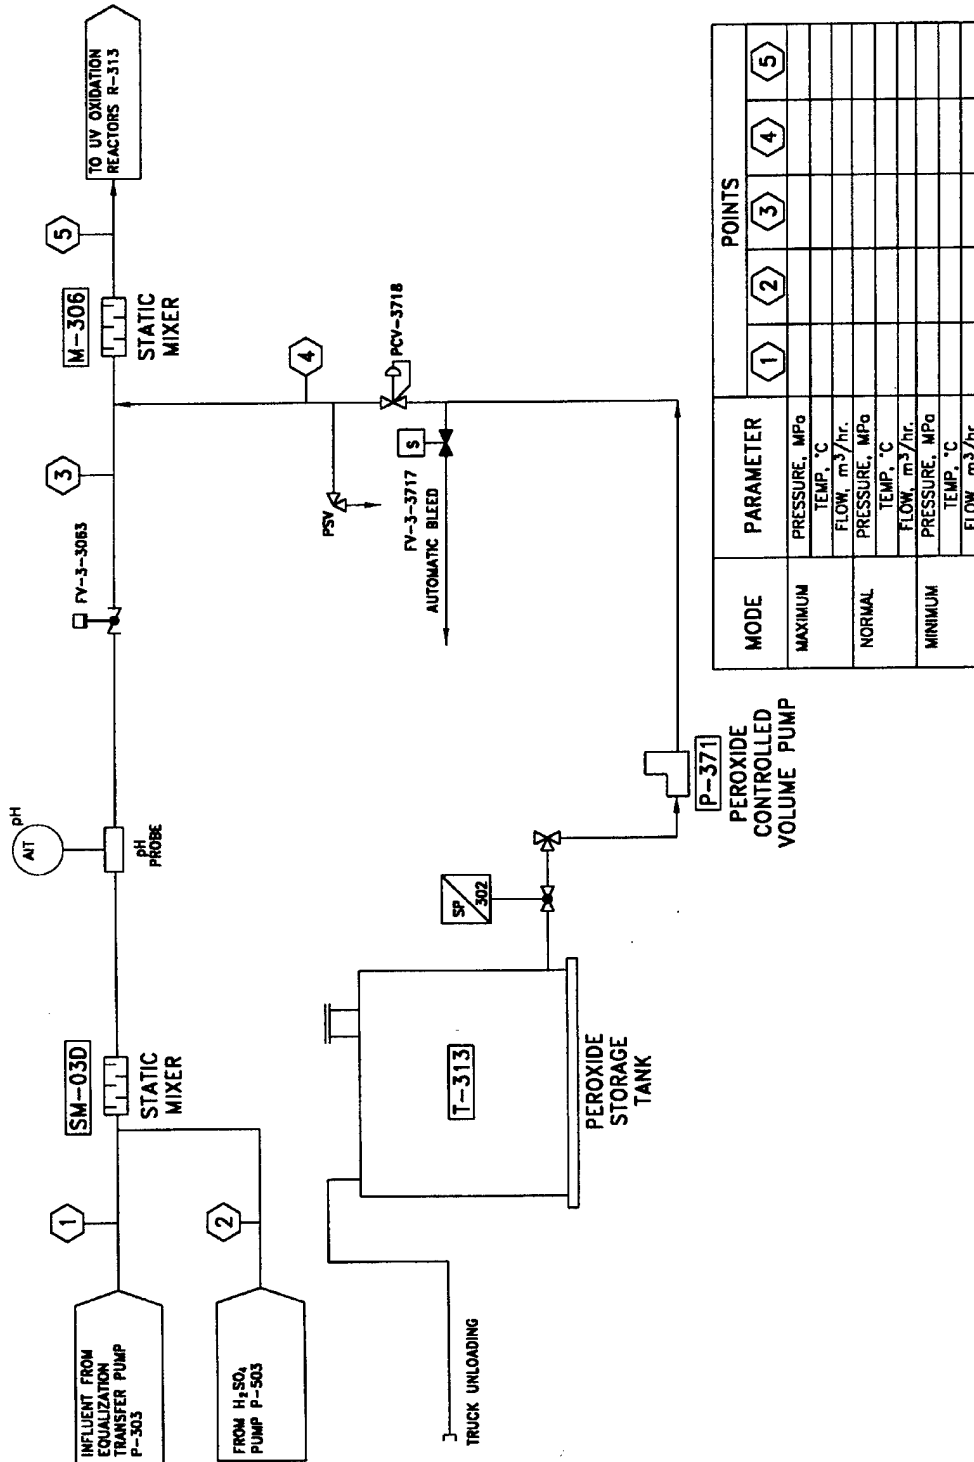 INFLUENT FROM
EQUALIZATION
TRANSFER PUMP
P-303
FROM H₂SO₄
PUMP P-503
1
2
SM-03D
STATIC
MIXER
AIT
pH
pH
PROBE
FV-3-3063
3
M-306
STATIC
MIXER
5
TO UV OXIDATION
REACTORS R-313
4
PCV-3718
PSV
S
FV-3-3717
AUTOMATIC BLEED
TRUCK UNLOADING
T-313
PEROXIDE
STORAGE
TANK
SP
302
P-371
PEROXIDE
CONTROLLED
VOLUME PUMP
MODE PARAMETER POINTS
1 2 3 4 5
MAXIMUM PRESSURE, MPa
TEMP, °C
FLOW, m³/hr.
NORMAL PRESSURE, MPa
TEMP, °C
FLOW, m³/hr.
MINIMUM PRESSURE, MPa
TEMP, °C
FLOW, m³/hr.